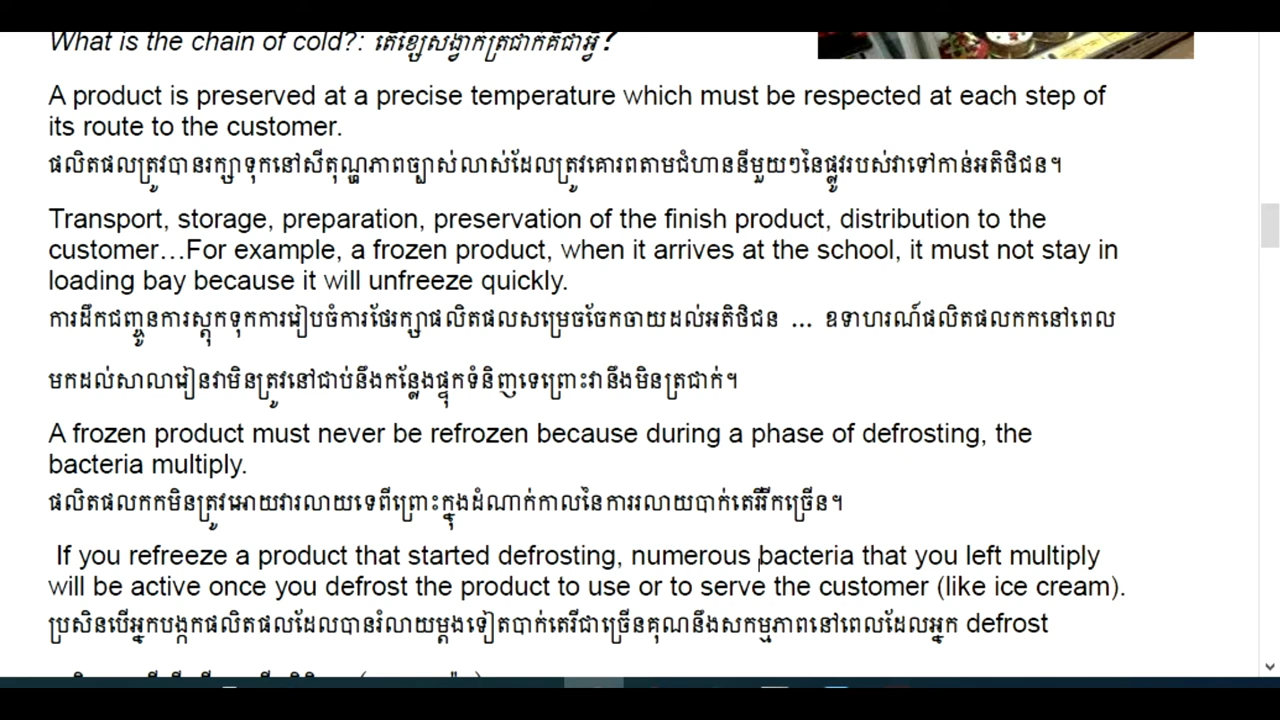 What is the chain of cold?: តើខ្សែសង្វាក់ត្រជាក់គឺជាអ្វី?
A product is preserved at a precise temperature which must be respected at each step of
its route to the customer.
ផលិតផលត្រូវបានរក្សាទុកនៅសីតុណ្ហភាពច្បាស់លាស់ដែលត្រូវគោរពតាមជំហាននីមួយៗនៃផ្លូវរបស់វាទៅកាន់អតិថិជន។
Transport, storage, preparation, preservation of the finish product, distribution to the
customer…For example, a frozen product, when it arrives at the school, it must not stay in
loading bay because it will unfreeze quickly.
ការដឹកជញ្ជូនការស្តុកទុកការរៀបចំការថែរក្សាផលិតផលសម្រេចចែកចាយដល់អតិថិជន ... ឧទាហរណ៍ផលិតផលកកនៅពេល
មកដល់សាលារៀនវាមិនត្រូវនៅជាប់នឹងកន្លែងផ្ទុកទំនិញទេព្រោះវានឹងមិនត្រជាក់។
A frozen product must never be refrozen because during a phase of defrosting, the
bacteria multiply.
ផលិតផលកកមិនត្រូវអោយវារលាយទេពីព្រោះក្នុងដំណាក់កាលនៃការរលាយបាក់តេរីរីកច្រើន។
If you refreeze a product that started defrosting, numerous bacteria that you left multiply
will be active once you defrost the product to use or to serve the customer (like ice cream).
ប្រសិនបើអ្នកបង្កកផលិតផលដែលបានរំលាយម្តងទៀតបាក់តេរីជាច្រើនគុណនឹងសកម្មភាពនៅពេលដែលអ្នក defrost